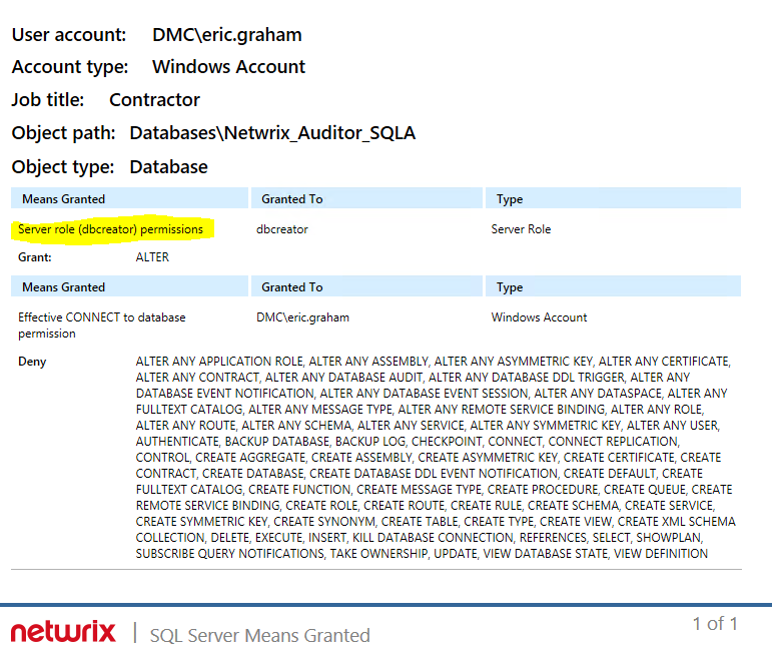 User account: DMC\eric.graham
Account type: Windows Account
Job title: Contractor
Object path: Databases\Netwrix_Auditor_SQLA
Object type: Database
Means Granted Granted To Type
Server role (dbcreator) permissions dbcreator Server Role
Grant: ALTER
Means Granted Granted To Type
Effective CONNECT to database DMC\eric.graham Windows Account
permission
Deny ALTER ANY APPLICATION ROLE, ALTER ANY ASSEMBLY, ALTER ANY ASYMMETRIC KEY, ALTER ANY CERTIFICATE,
ALTER ANY CONTRACT, ALTER ANY DATABASE AUDIT, ALTER ANY DATABASE DDL TRIGGER, ALTER ANY
DATABASE EVENT NOTIFICATION, ALTER ANY DATABASE EVENT SESSION, ALTER ANY DATASPACE, ALTER ANY
FULLTEXT CATALOG, ALTER ANY MESSAGE TYPE, ALTER ANY REMOTE SERVICE BINDING, ALTER ANY ROLE,
ALTER ANY ROUTE, ALTER ANY SCHEMA, ALTER ANY SERVICE, ALTER ANY SYMMETRIC KEY, ALTER ANY USER,
AUTHENTICATE, BACKUP DATABASE, BACKUP LOG, CHECKPOINT, CONNECT, CONNECT REPLICATION,
CONTROL, CREATE AGGREGATE, CREATE ASSEMBLY, CREATE ASYMMETRIC KEY, CREATE CERTIFICATE, CREATE
CONTRACT, CREATE DATABASE, CREATE DATABASE DDL EVENT NOTIFICATION, CREATE DEFAULT, CREATE
FULLTEXT CATALOG, CREATE FUNCTION, CREATE MESSAGE TYPE, CREATE PROCEDURE, CREATE QUEUE, CREATE
REMOTE SERVICE BINDING, CREATE ROLE, CREATE ROUTE, CREATE RULE, CREATE SCHEMA, CREATE SERVICE,
CREATE SYMMETRIC KEY, CREATE SYNONYM, CREATE TABLE, CREATE TYPE, CREATE VIEW, CREATE XML SCHEMA
COLLECTION, DELETE, EXECUTE, INSERT, KILL DATABASE CONNECTION, REFERENCES, SELECT, SHOWPLAN,
SUBSCRIBE QUERY NOTIFICATIONS, TAKE OWNERSHIP, UPDATE, VIEW DATABASE STATE, VIEW DEFINITION
netwrix | SQL Server Means Granted 1 of 1